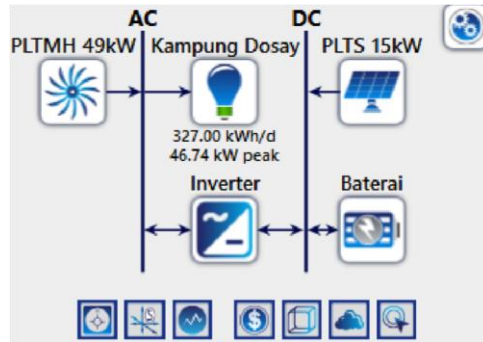 AC DC
PLTMH 49kW Kampung Dosay PLTS 15kW
327.00 kWh/d
46.74 kW peak
Inverter Baterai